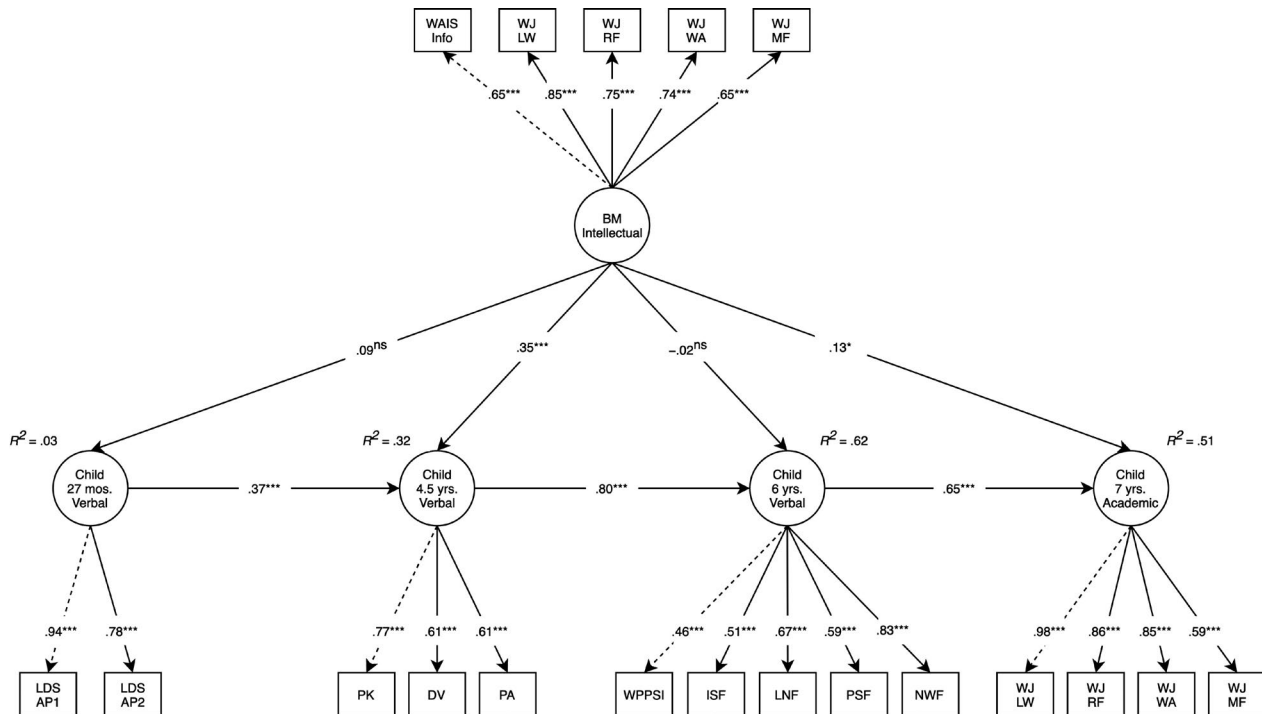 WAIS
Info
WJ
LW
WJ
RF
WJ
WA
WJ
MF
.65***
.85***
.75***
.74***
.65***
BM
Intellectual
.09ns
.35***
–.02ns
.13*
R2 = .03
R2 = .32
R2 = .62
R2 = .51
Child
27 mos.
Verbal
.37***
Child
4.5 yrs.
Verbal
.80***
Child
6 yrs.
Verbal
.65***
Child
7 yrs.
Academic
.94***
.78***
.77***
.61***
.61***
.46***
.51***
.67***
.59***
.83***
.98***
.86***
.85***
.59***
LDS
AP1
LDS
AP2
PK
DV
PA
WPPSI
ISF
LNF
PSF
NWF
WJ
LW
WJ
RF
WJ
WA
WJ
MF